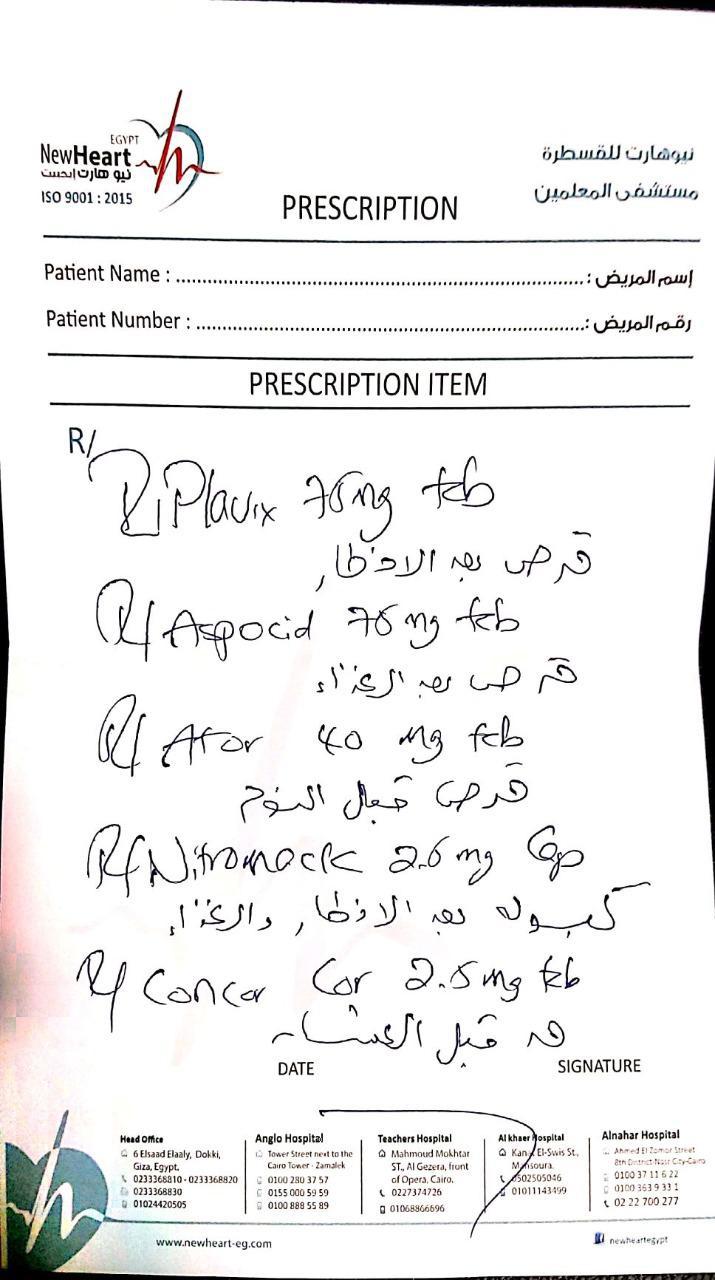 EGYPT
NewHeart
نيو هارت إيجيبت
ISO 9001 : 2015
نيوهارت للقسطرة
مستشفى المعلمين
PRESCRIPTION
Patient Name : إسم المريض :
Patient Number : رقم المريض :
PRESCRIPTION ITEM
R/
R/ Plavix 75mg tab
قرص بعد الافطار
R/ Aspocid 75mg tab
قرص بعد الغذاء
R/ Ator 40 mg tab
قرص قبل النوم
R/ Nitromack 2.5 mg Cap
كبسوله بعد الافطار والغذاء
R/ Concor Cor 2.5mg tab
قبل العشاء
DATE SIGNATURE
Head Office
6 Elsaad Elaaly, Dokki,
Giza, Egypt,
0233368810 - 0233368820
0233368830
01024420505
Anglo Hospital
Tower Street next to the
Cairo Tower - Zamalek
0100 280 37 57
0155 000 59 59
0100 888 55 89
Teachers Hospital
Mahmoud Mokhtar
ST., Al Gezera, front
of Opera, Cairo.
0227374726
01068866696
Al khaer Hospital
Kanat El-Swis St.,
Mansoura.
0502505046
01011143499
Alnahar Hospital
Ahmed El Zomor Street
8th District-Nasr City-Cairo
0100 37 11 6 22
0100 363 9 33 1
02 22 700 277
www.newheart-eg.com
newheartegypt